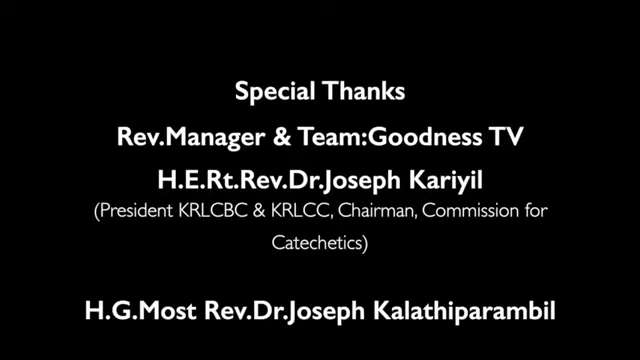 Special Thanks
Rev.Manager & Team:Goodness TV
H.E.Rt.Rev.Dr.Joseph Kariyil
(President KRLCBC & KRLCC, Chairman, Commission for
Catechetics)
H.G.Most Rev.Dr.Joseph Kalathiparambil